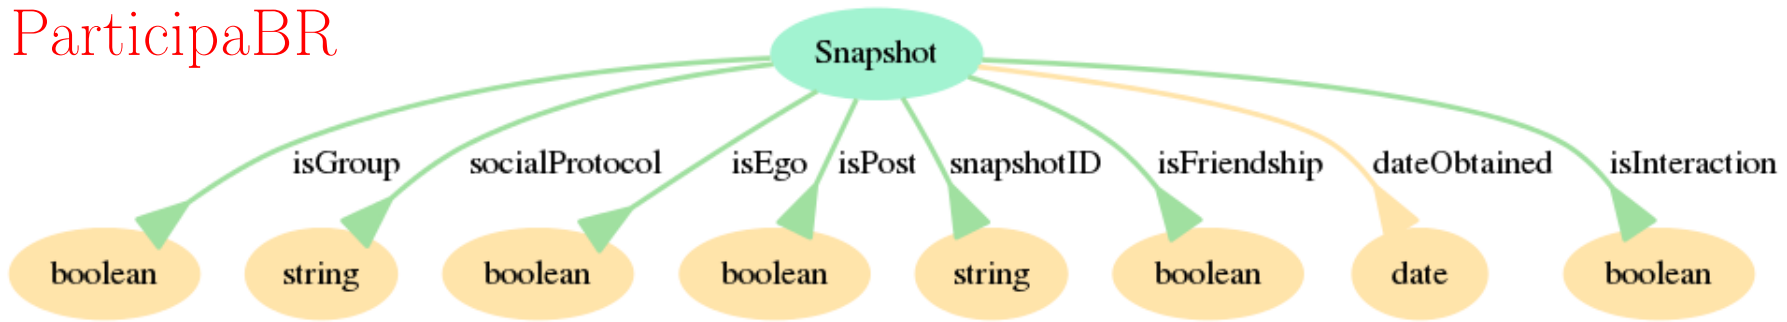 ParticipaBR
Snapshot
isGroup socialProtocol isEgo isPost snapshotID isFriendship dateObtained isInteraction
boolean string boolean boolean string boolean date boolean